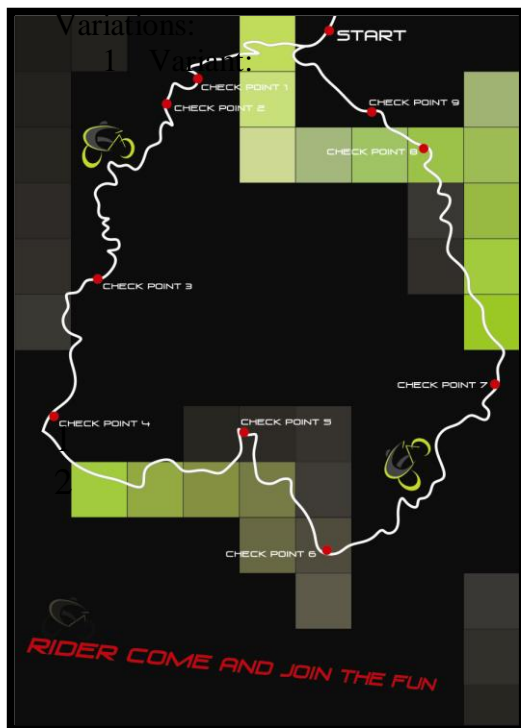 Variations:
START
1 Variant:
CHECK POINT 1
CHECK POINT 2
CHECK POINT 9
CHECK POINT 8
CHECK POINT 3
CHECK POINT 7
CHECK POINT 4
CHECK POINT 5
1
2
CHECK POINT 6
RIDER COME AND JOIN THE FUN